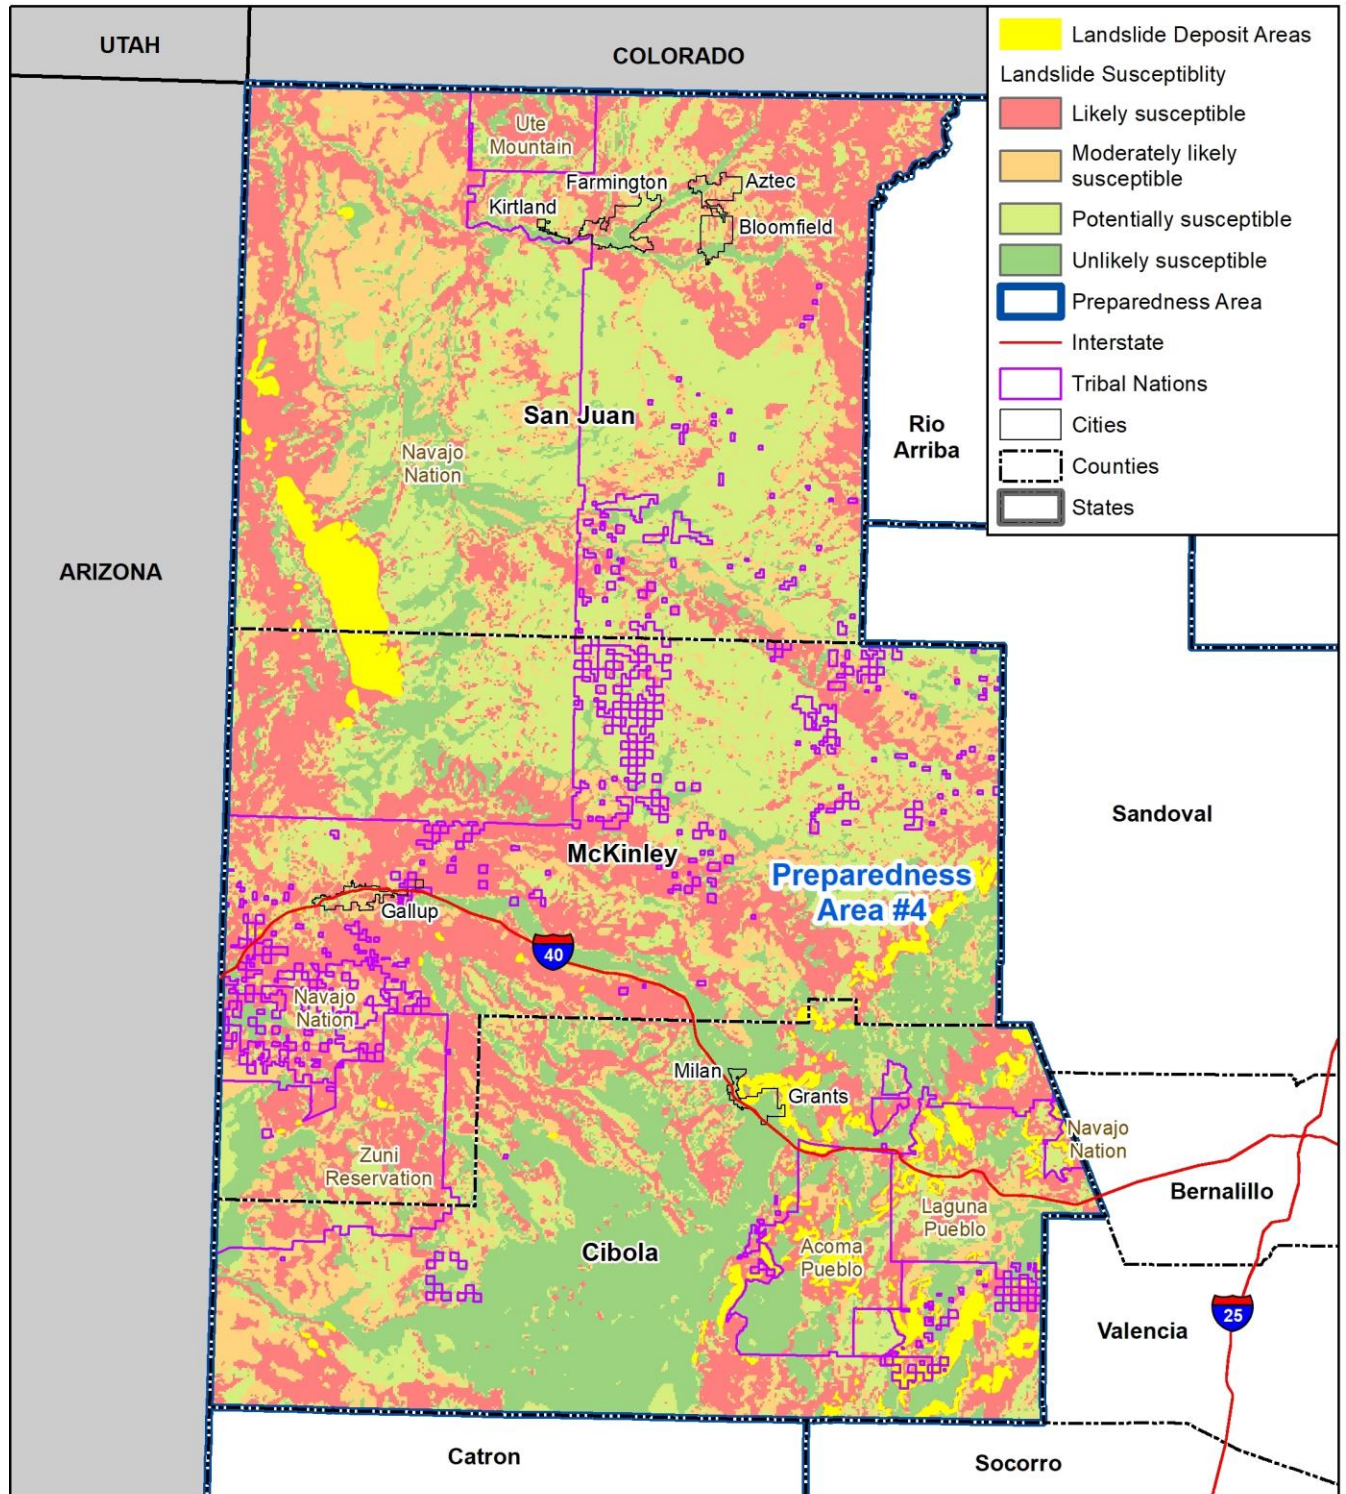 UTAH
COLORADO
Landslide Deposit Areas
Landslide Susceptiblity
Likely susceptible
Moderately likely
susceptible
Potentially susceptible
Unlikely susceptible
Preparedness Area
Interstate
Tribal Nations
Cities
Counties
States
Ute
Mountain
Farmington
Aztec
Kirtland
Bloomfield
San Juan
Rio
Arriba
Navajo
Nation
ARIZONA
Sandoval
McKinley
Preparedness
Area #4
Gallup
40
Navajo
Nation
Milan
Grants
Navajo
Nation
Zuni
Reservation
Bernalillo
Laguna
Pueblo
Cibola
Acoma
Pueblo
25
Valencia
Catron
Socorro